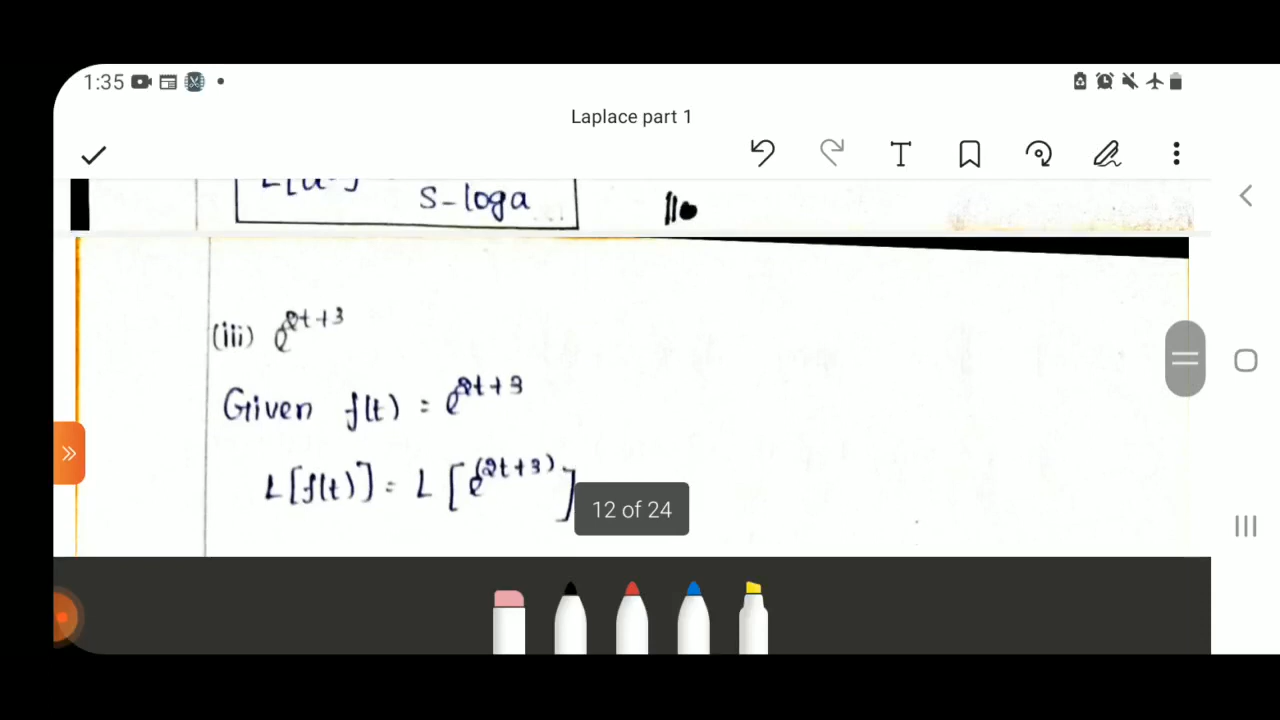 1:35
Laplace part 1
T
S-loga
(iii) e^2t+3
Given f(t) = e^2t+3
L[f(t)] = L[e^(2t+3)]
12 of 24